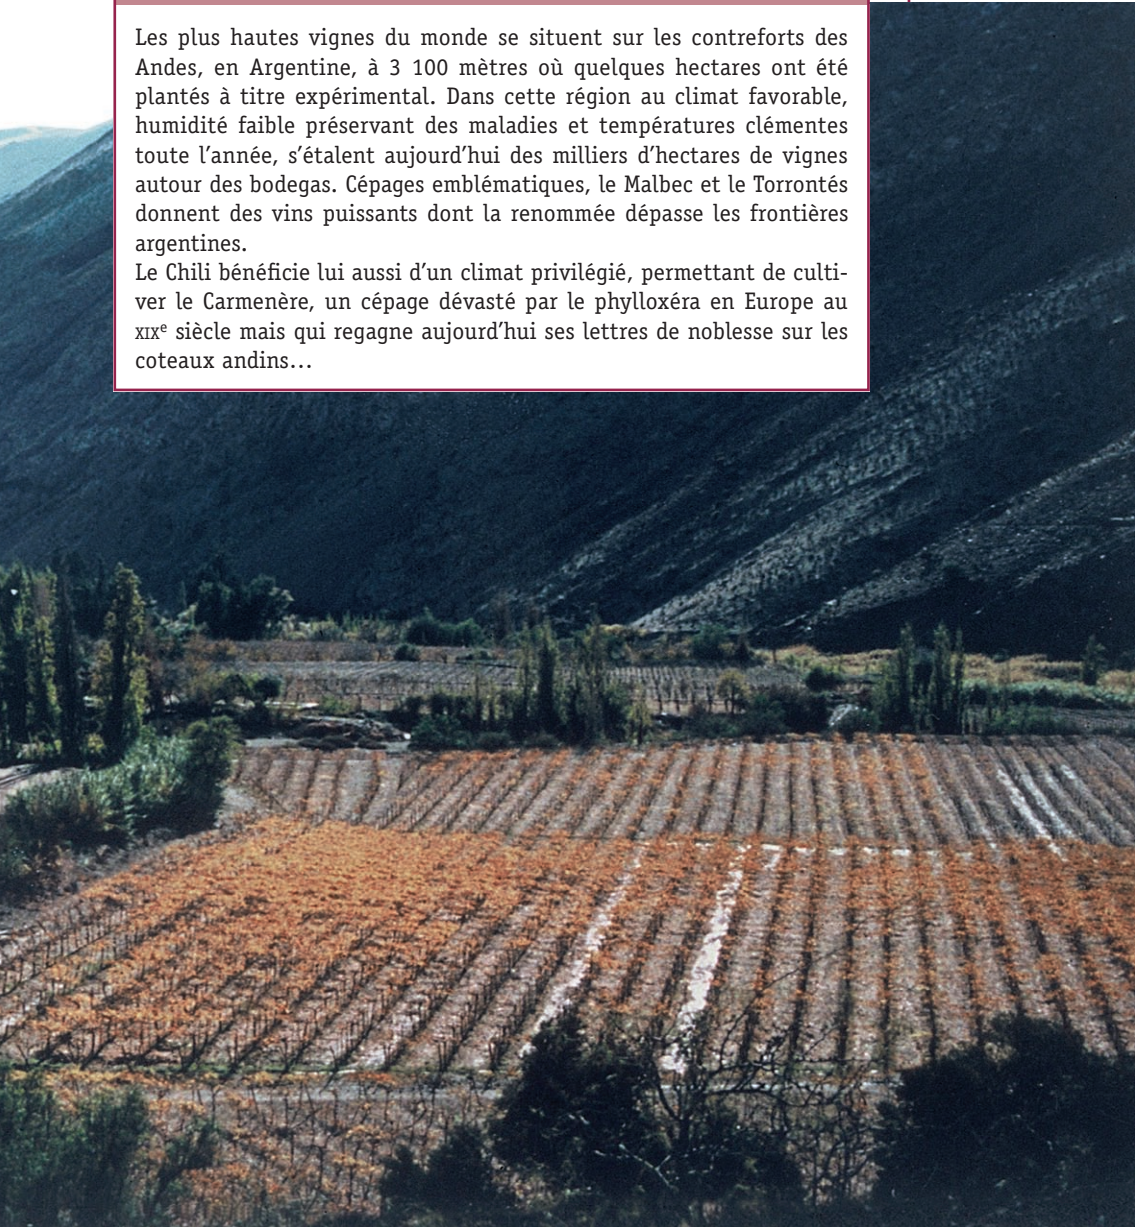 Les plus hautes vignes du monde se situent sur les contreforts des
Andes, en Argentine, à 3 100 mètres où quelques hectares ont été
plantés à titre expérimental. Dans cette région au climat favorable,
humidité faible préservant des maladies et températures clémentes
toute l’année, s’étalent aujourd’hui des milliers d’hectares de vignes
autour des bodegas. Cépages emblématiques, le Malbec et le Torrontés
donnent des vins puissants dont la renommée dépasse les frontières
argentines.
Le Chili bénéficie lui aussi d’un climat privilégié, permettant de culti-
ver le Carmenère, un cépage dévasté par le phylloxéra en Europe au
XIXe siècle mais qui regagne aujourd’hui ses lettres de noblesse sur les
coteaux andins…